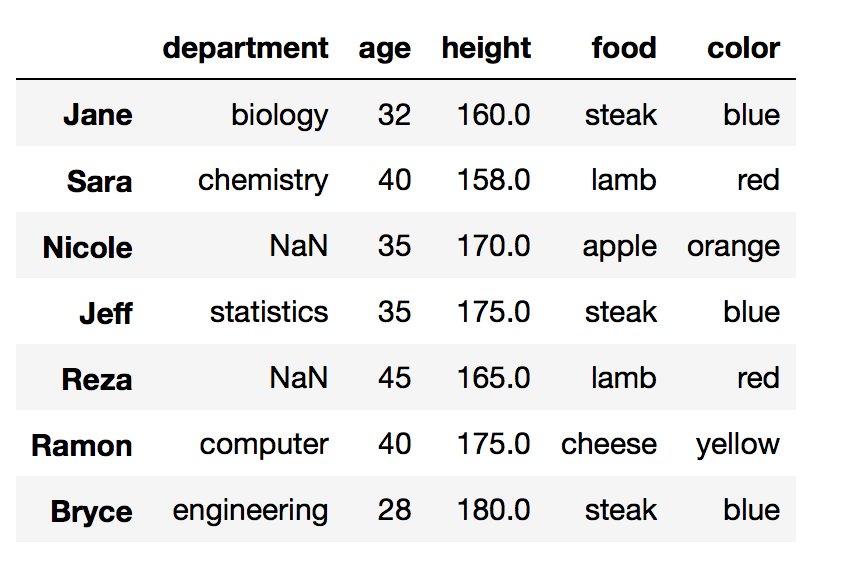 department age height food color
Jane biology 32 160.0 steak blue
Sara chemistry 40 158.0 lamb red
Nicole NaN 35 170.0 apple orange
Jeff statistics 35 175.0 steak blue
Reza NaN 45 165.0 lamb red
Ramon computer 40 175.0 cheese yellow
Bryce engineering 28 180.0 steak blue